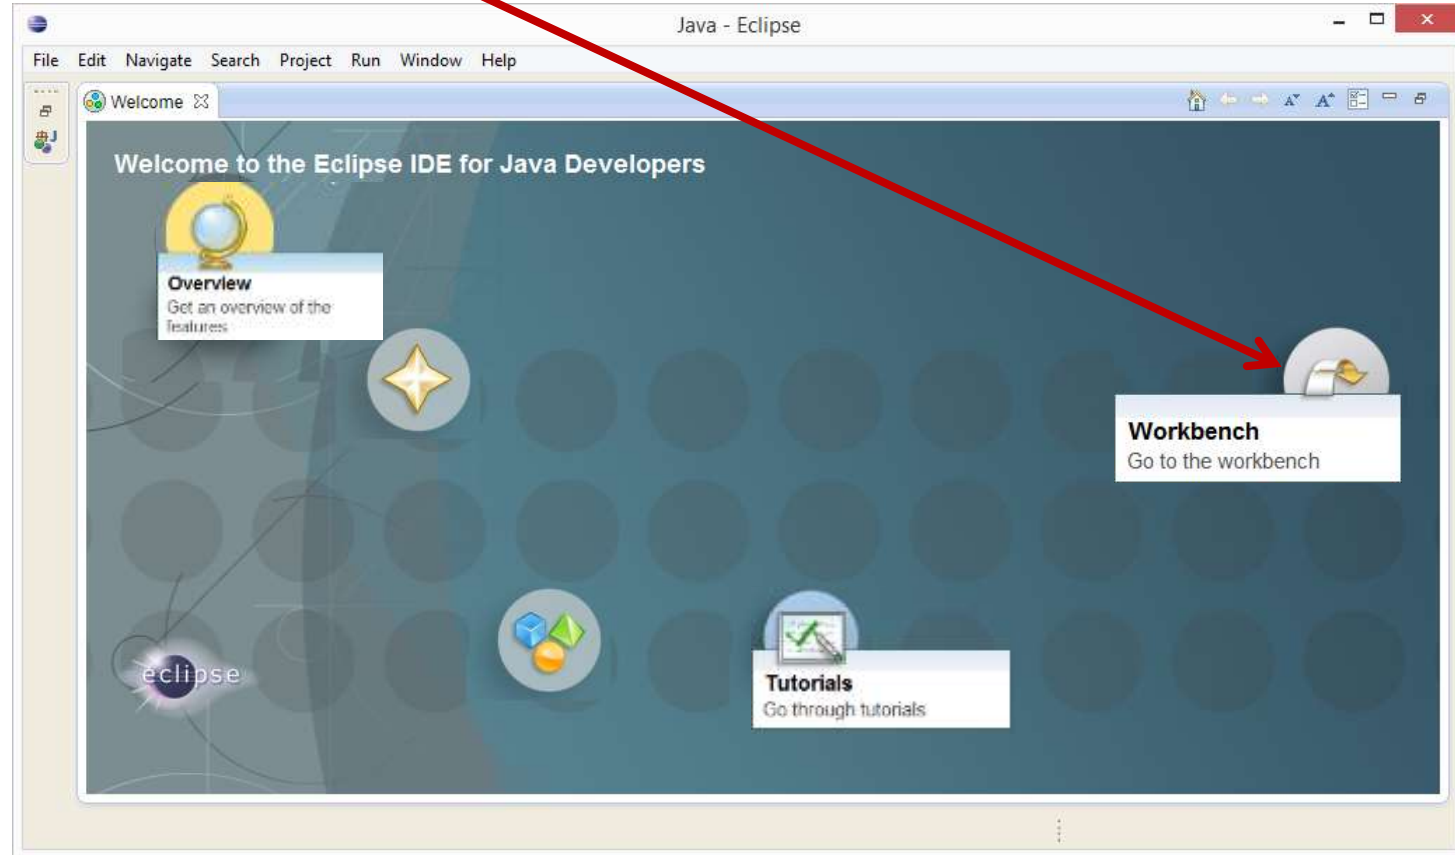 Java - Eclipse
File Edit Navigate Search Project Run Window Help
Welcome
J
A A
Welcome to the Eclipse IDE for Java Developers
Overview
Get an overview of the
features
Workbench
Go to the workbench
eclipse
Tutorials
Go through tutorials